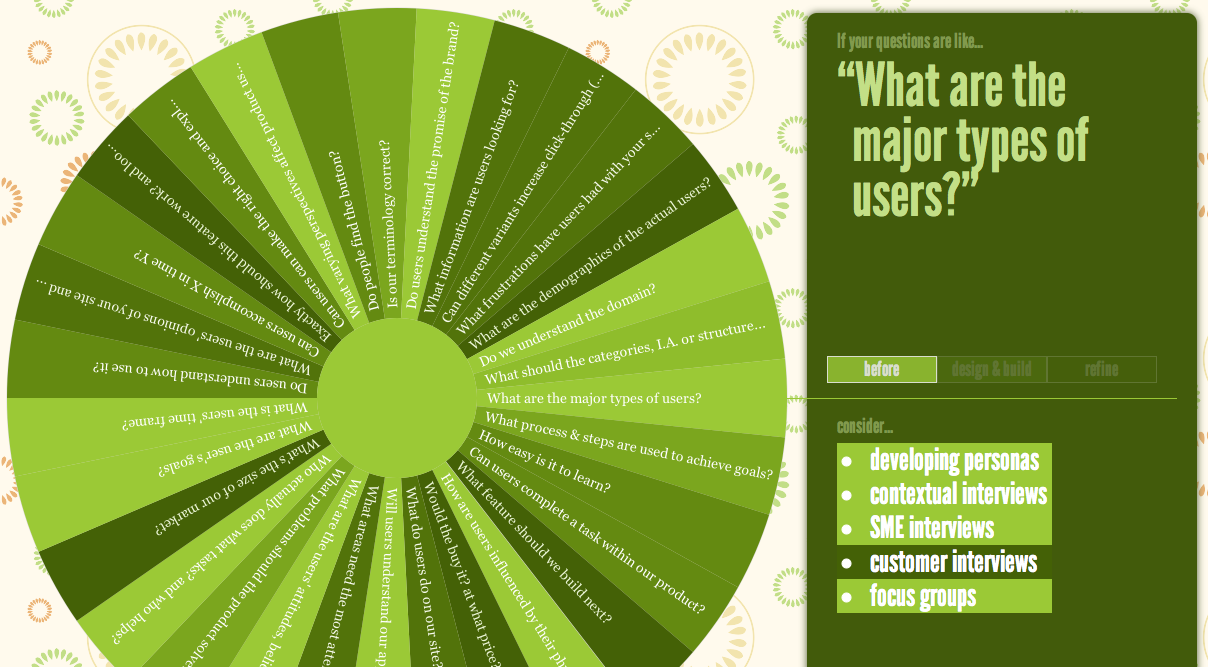 If your questions are like...
“What are the
major types of
users?”
before
design & build
refine
consider...
developing personas
contextual interviews
SME interviews
customer interviews
focus groups
Do users understand the promise of the brand?
What information are users looking for?
Can different variants increase click-through (...
What frustrations have users had with your s...
What are the demographics of the actual users?
Do we understand the domain?
What should the categories, I.A. or structure...
What are the major types of users?
What process & steps are used to achieve goals?
How easy is it to learn?
Can users complete a task within our product?
What feature should we build next?
How are users influenced by their ph
Would the buy it? at what price?
What do users do on our site?
Will users understand our ap
What areas need the most atte
What are the users' attitudes, beli
What problems should the product solve
Who actually does what tasks? and who helps?
What's the size of our market?
What are the user's goals?
What is the users' time frame?
Do users understand how to use it?
What are the users' opinions of your site and ...
Can users accomplish X in time Y?
Exactly how should this feature work? and loo...
Can users can make the right choice and expl...
What varying perspectives affect product us...
Do people find the button?
Is our terminology correct?